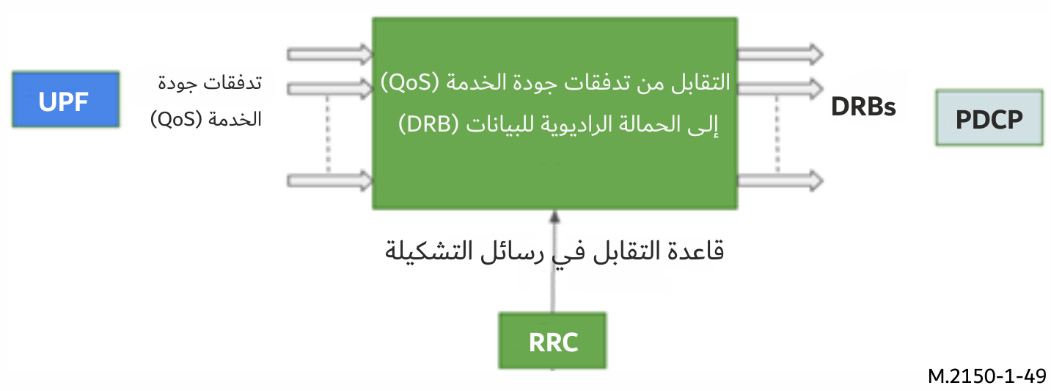 UPF
تدفقات جودة
الخدمة (QoS)
التقابل من تدفقات جودة الخدمة (QoS)
إلى الحمالة الراديوية للبيانات (DRB)
DRBs
PDCP
قاعدة التقابل في رسائل التشكيلة
RRC
M.2150-1-49